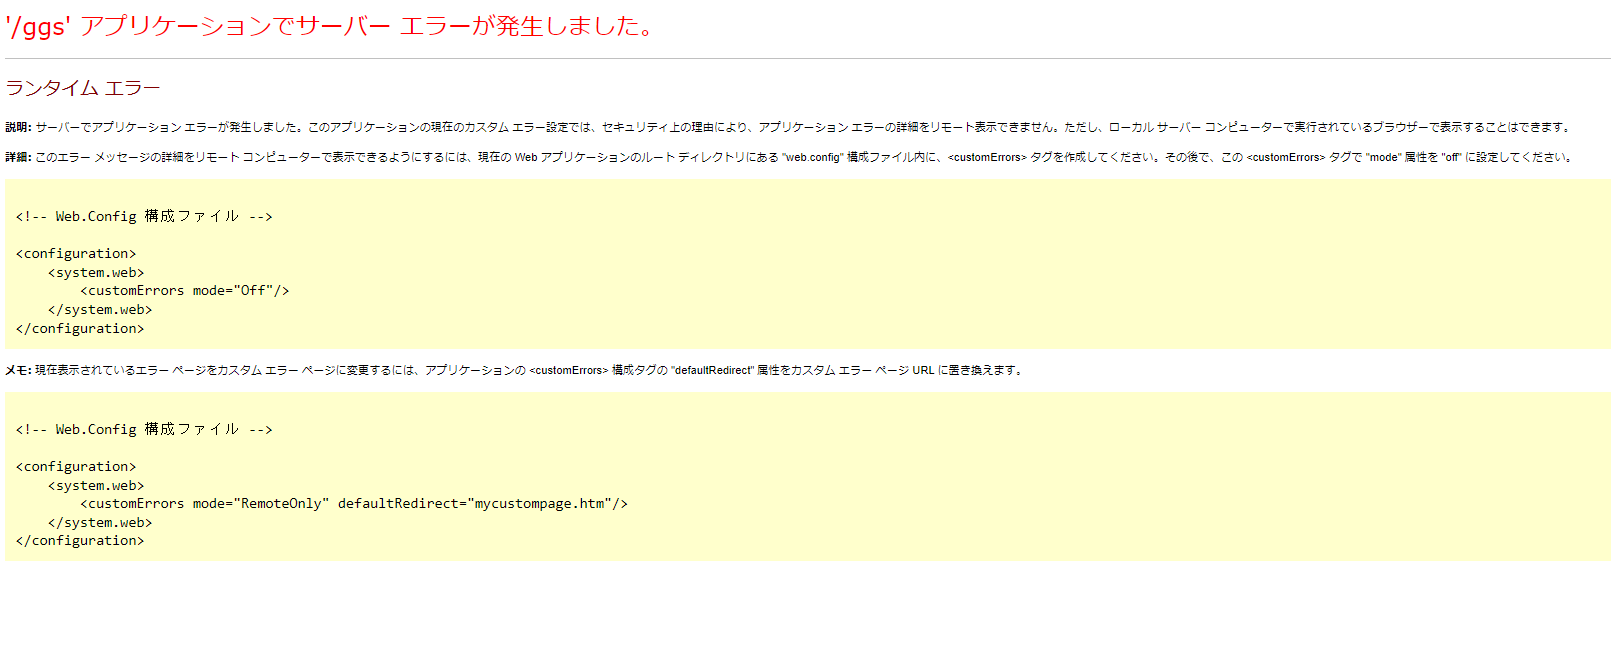 '/ggs' アプリケーションでサーバー エラーが発生しました。
ランタイム エラー
説明: サーバーでアプリケーション エラーが発生しました。このアプリケーションの現在のカスタム エラー設定では、セキュリティ上の理由により、アプリケーション エラーの詳細をリモート表示できません。ただし、ローカル サーバー コンピューターで実行されているブラウザーで表示することはできます。
詳細: このエラー メッセージの詳細をリモート コンピューターで表示できるようにするには、現在の Web アプリケーションのルート ディレクトリにある "web.config" 構成ファイル内に、<customErrors> タグを作成してください。その後で、この <customErrors> タグで "mode" 属性を "off" に設定してください。
<!-- Web.Config 構成ファイル -->
<configuration>
    <system.web>
        <customErrors mode="Off"/>
    </system.web>
</configuration>
メモ: 現在表示されているエラー ページをカスタム エラー ページに変更するには、アプリケーションの <customErrors> 構成タグの "defaultRedirect" 属性をカスタム エラー ページ URL に置き換えます。
<!-- Web.Config 構成ファイル -->
<configuration>
    <system.web>
        <customErrors mode="RemoteOnly" defaultRedirect="mycustompage.htm"/>
    </system.web>
</configuration>